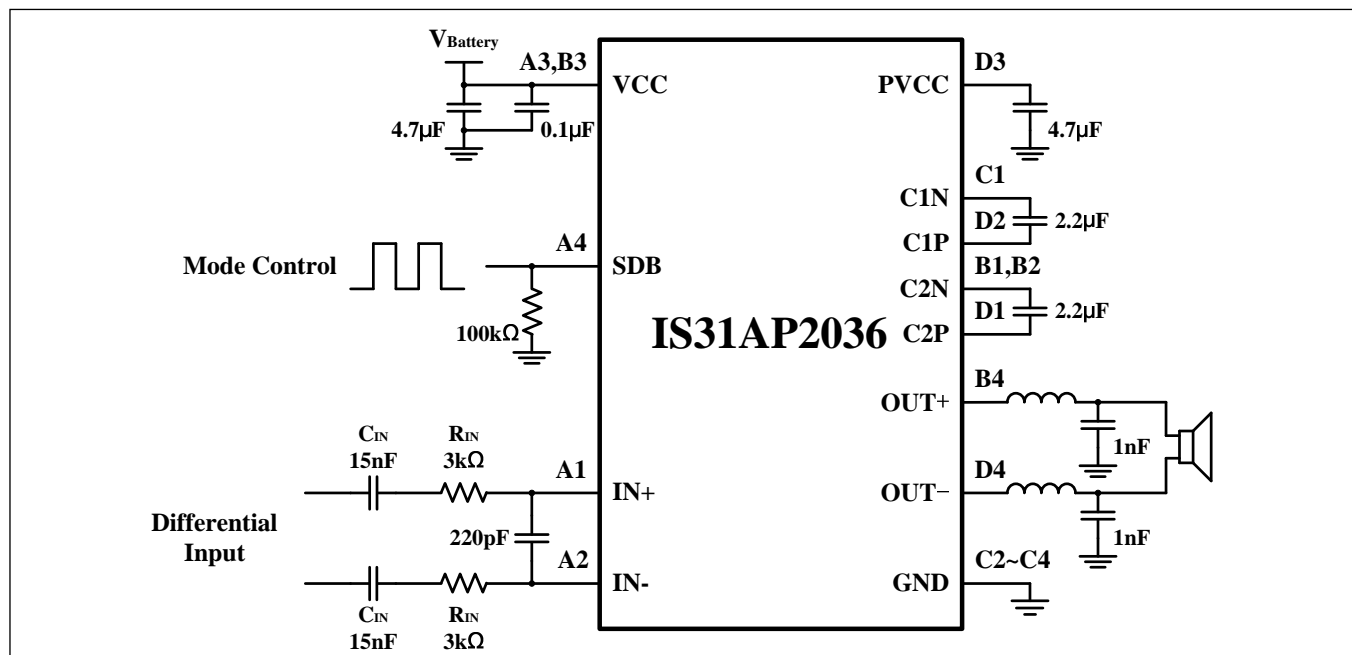 VBattery
A3,B3
VCC
4.7μF
0.1μF
Mode Control
A4
SDB
100kΩ
CIN
15nF
RIN
3kΩ
A1
IN+
Differential
Input
220pF
A2
IN-
CIN
15nF
RIN
3kΩ
IS31AP2036
D3
PVCC
4.7μF
C1
C1N
D2
2.2μF
C1P
B1,B2
C2N
D1
2.2μF
C2P
B4
OUT+
1nF
D4
OUT−
1nF
C2~C4
GND